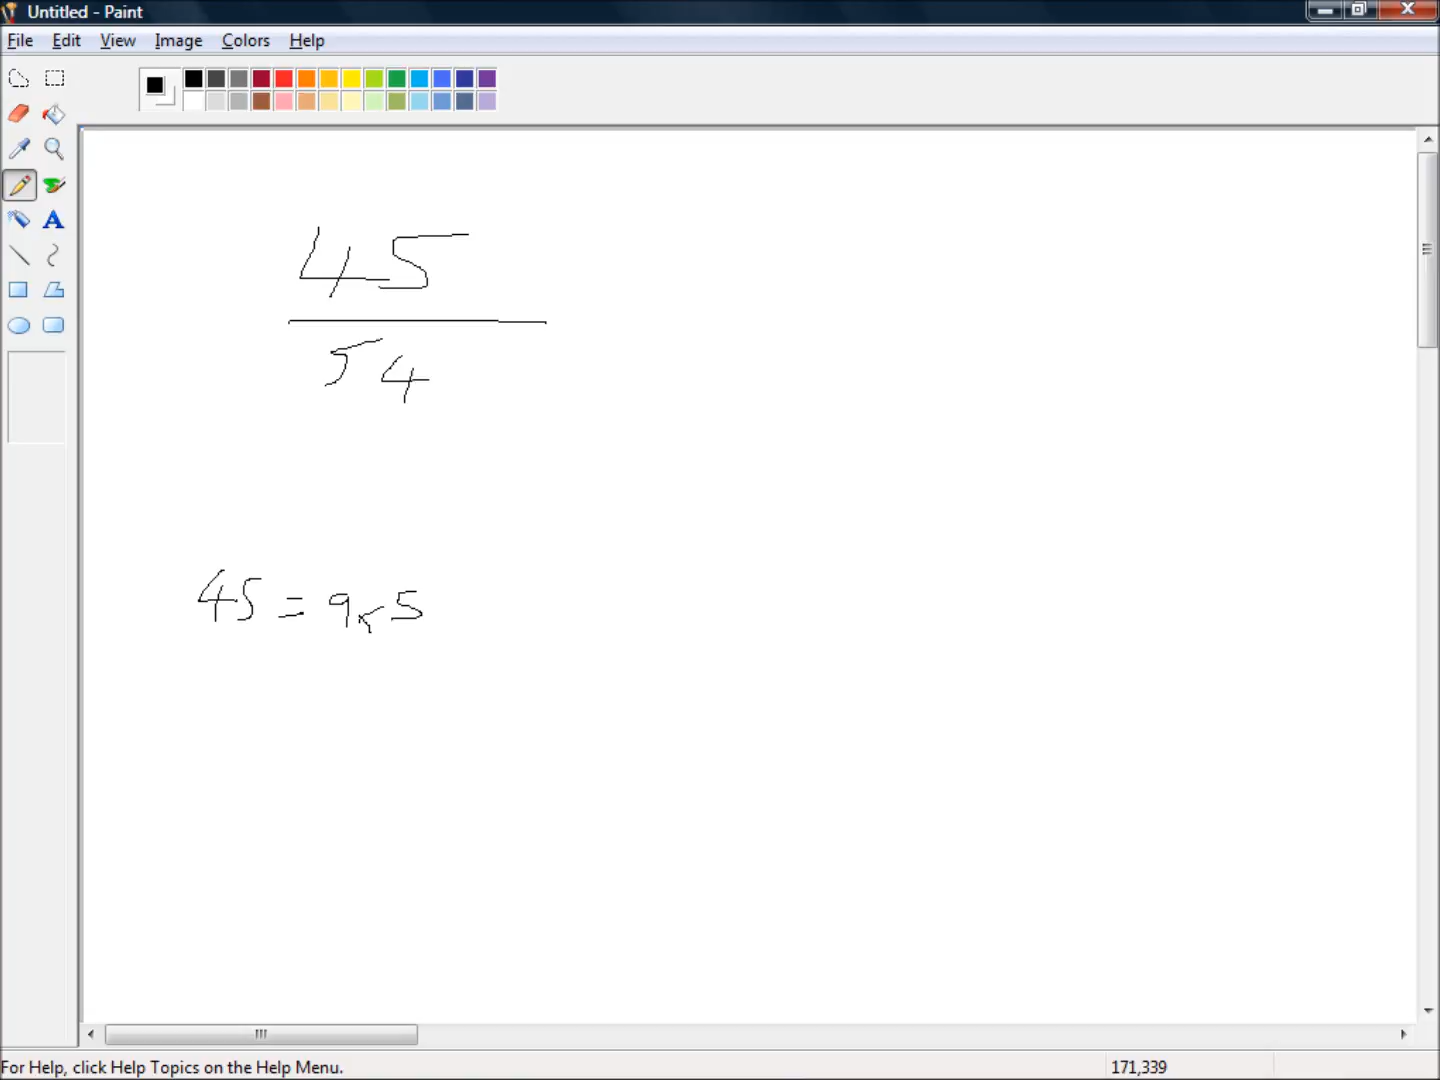 Untitled - Paint
File Edit View Image Colors Help
A
45
54
45 = 9x5
For Help, click Help Topics on the Help Menu.
171,339